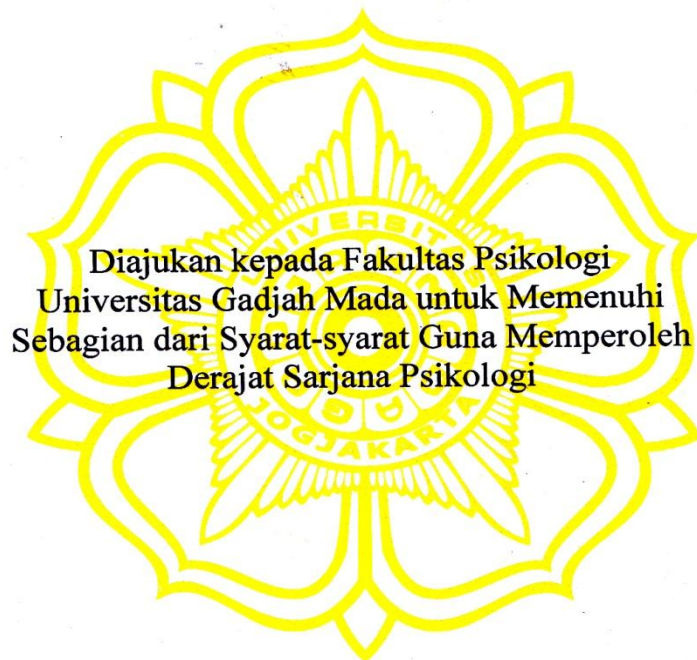 Diajukan kepada Fakultas Psikologi
Universitas Gadjah Mada untuk Memenuhi
Sebagian dari Syarat-syarat Guna Memperoleh
Derajat Sarjana Psikologi
UNIVERSITAS
JOGJAKARTA